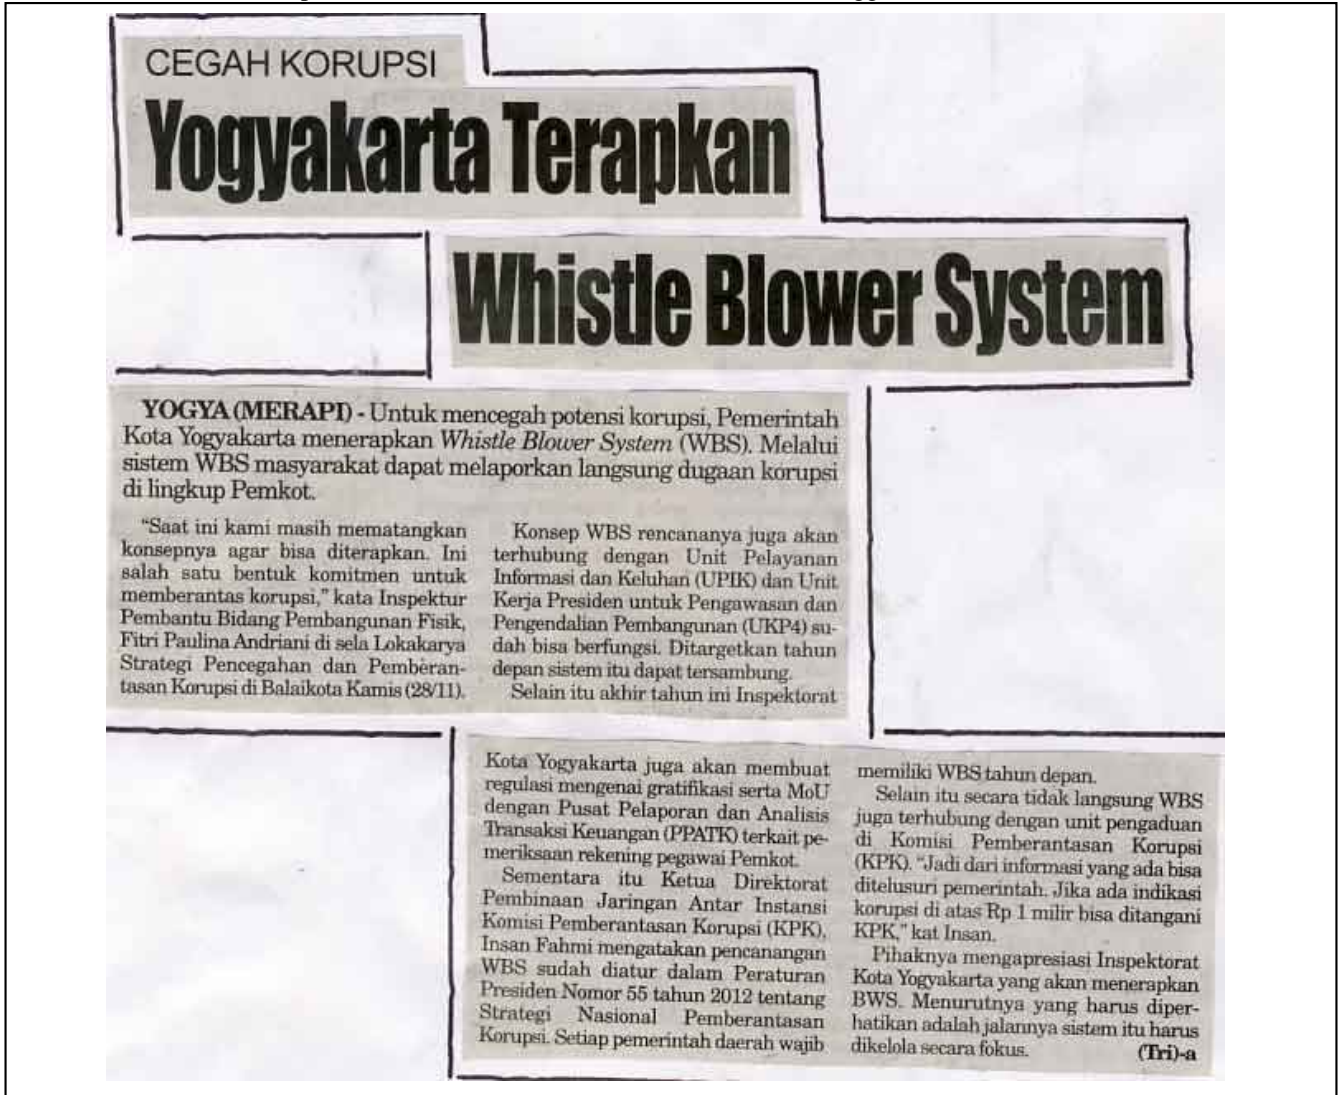 CEGAH KORUPSI
Yogyakarta Terapkan
Whistle Blower System
YOGYA (MERAPI) - Untuk mencegah potensi korupsi, Pemerintah
Kota Yogyakarta menerapkan Whistle Blower System (WBS). Melalui
sistem WBS masyarakat dapat melaporkan langsung dugaan korupsi
di lingkup Pemkot.
"Saat ini kami masih mematangkan
konsepnya agar bisa diterapkan. Ini
salah satu bentuk komitmen untuk
memberantas korupsi," kata Inspektur
Pembantu Bidang Pembangunan Fisik,
Fitri Paulina Andriani di sela Lokakarya
Strategi Pencegahan dan Pemberan-
tasan Korupsi di Balaikota Kamis (28/11).
Konsep WBS rencananya juga akan
terhubung dengan Unit Pelayanan
Informasi dan Keluhan (UPIK) dan Unit
Kerja Presiden untuk Pengawasan dan
Pengendalian Pembangunan (UKP4) su-
dah bisa berfungsi. Ditargetkan tahun
depan sistem itu dapat tersambung.
Selain itu akhir tahun ini Inspektorat
Kota Yogyakarta juga akan membuat
regulasi mengenai gratifikasi serta MoU
dengan Pusat Pelaporan dan Analisis
Transaksi Keuangan (PPATK) terkait pe-
meriksaan rekening pegawai Pemkot.
Sementara itu Ketua Direktorat
Pembinaan Jaringan Antar Instansi
Komisi Pemberantasan Korupsi (KPK),
Insan Fahmi mengatakan pencanangan
WBS sudah diatur dalam Peraturan
Presiden Nomor 55 tahun 2012 tentang
Strategi Nasional Pemberantasan
Korupsi. Setiap pemerintah daerah wajib
memiliki WBS tahun depan.
Selain itu secara tidak langsung WBS
juga terhubung dengan unit pengaduan
di Komisi Pemberantasan Korupsi
(KPK). "Jadi dari informasi yang ada bisa
ditelusuri pemerintah. Jika ada indikasi
korupsi di atas Rp 1 milir bisa ditangani
KPK," kat Insan.
Pihaknya mengapresiasi Inspektorat
Kota Yogyakarta yang akan menerapkan
BWS. Menurutnya yang harus diper-
hatikan adalah jalannya sistem itu harus
dikelola secara fokus. (Tri)-a